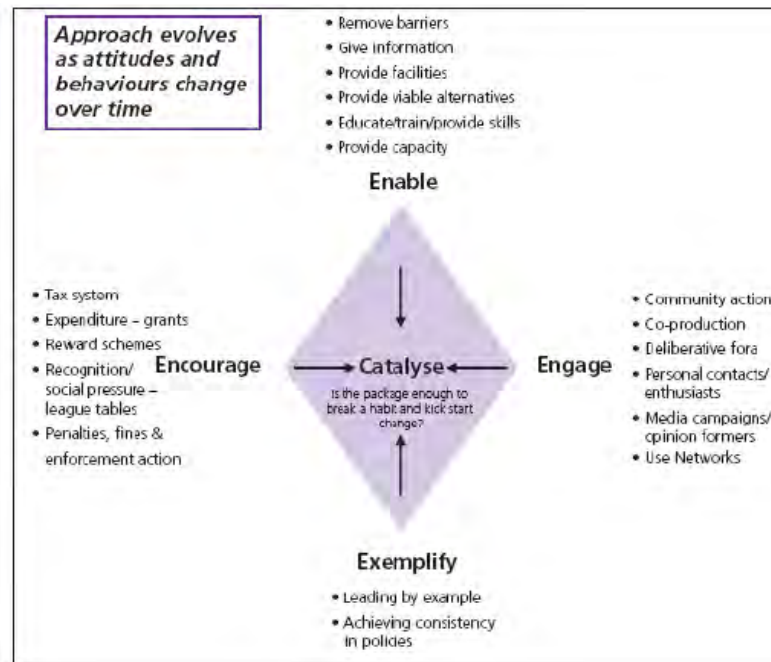 Approach evolves
as attitudes and
behaviours change
over time
• Remove barriers
• Give information
• Provide facilities
• Provide viable alternatives
• Educate/train/provide skills
• Provide capacity
Enable
• Tax system
• Expenditure – grants
• Reward schemes
• Recognition/
social pressure –
league tables
• Penalties, fines &
enforcement action
Encourage
Catalyse
Is the package enough to
break a habit and kick start
change?
Engage
• Community action
• Co-production
• Deliberative fora
• Personal contacts/
enthusiasts
• Media campaigns/
opinion formers
• Use Networks
Exemplify
• Leading by example
• Achieving consistency
in policies